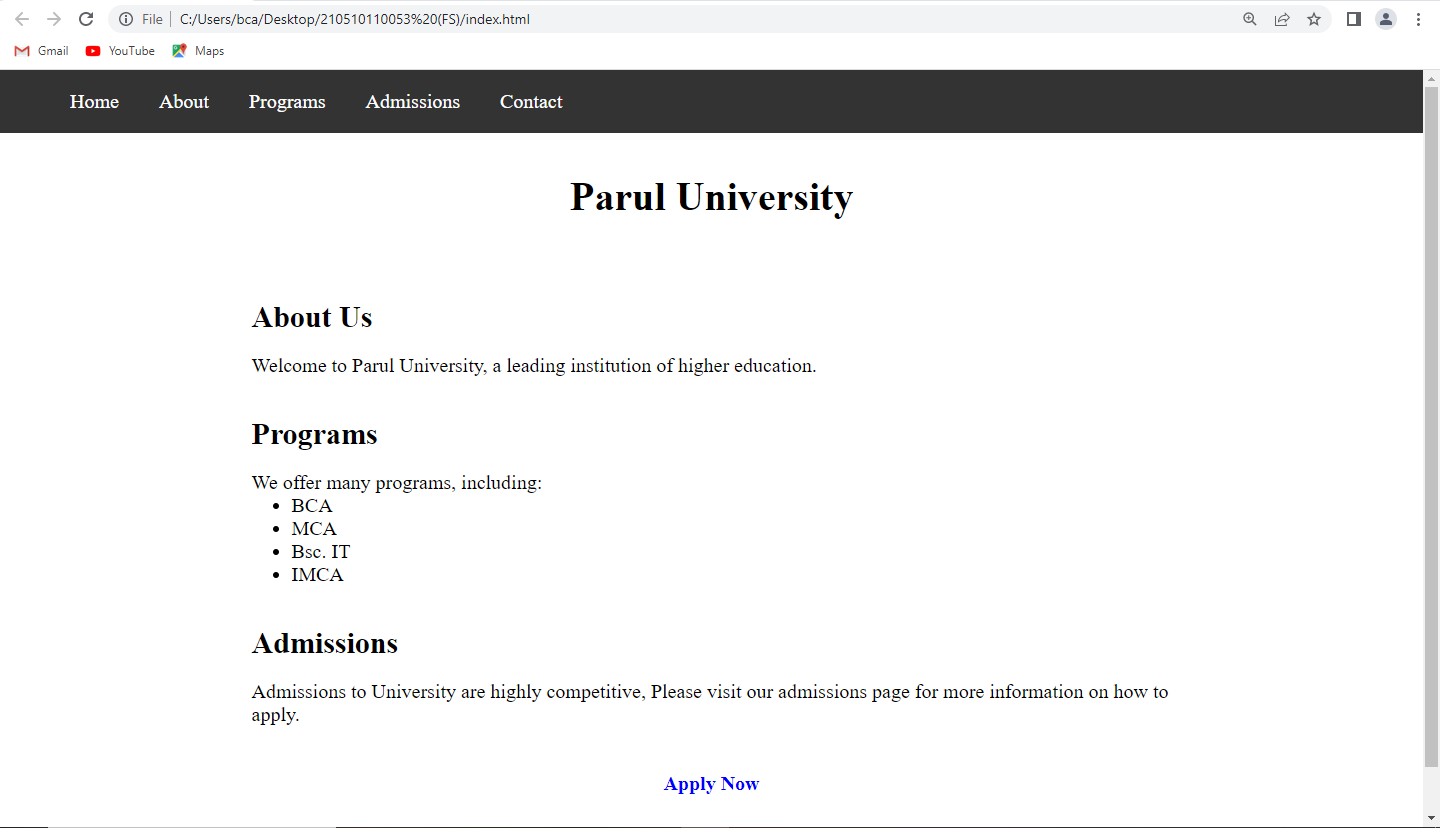 File C:/Users/bca/Desktop/210510110053%20(FS)/index.html
Gmail YouTube Maps
Home About Programs Admissions Contact
Parul University
About Us
Welcome to Parul University, a leading institution of higher education.
Programs
We offer many programs, including:
• BCA
• MCA
• Bsc. IT
• IMCA
Admissions
Admissions to University are highly competitive, Please visit our admissions page for more information on how to
apply.
Apply Now